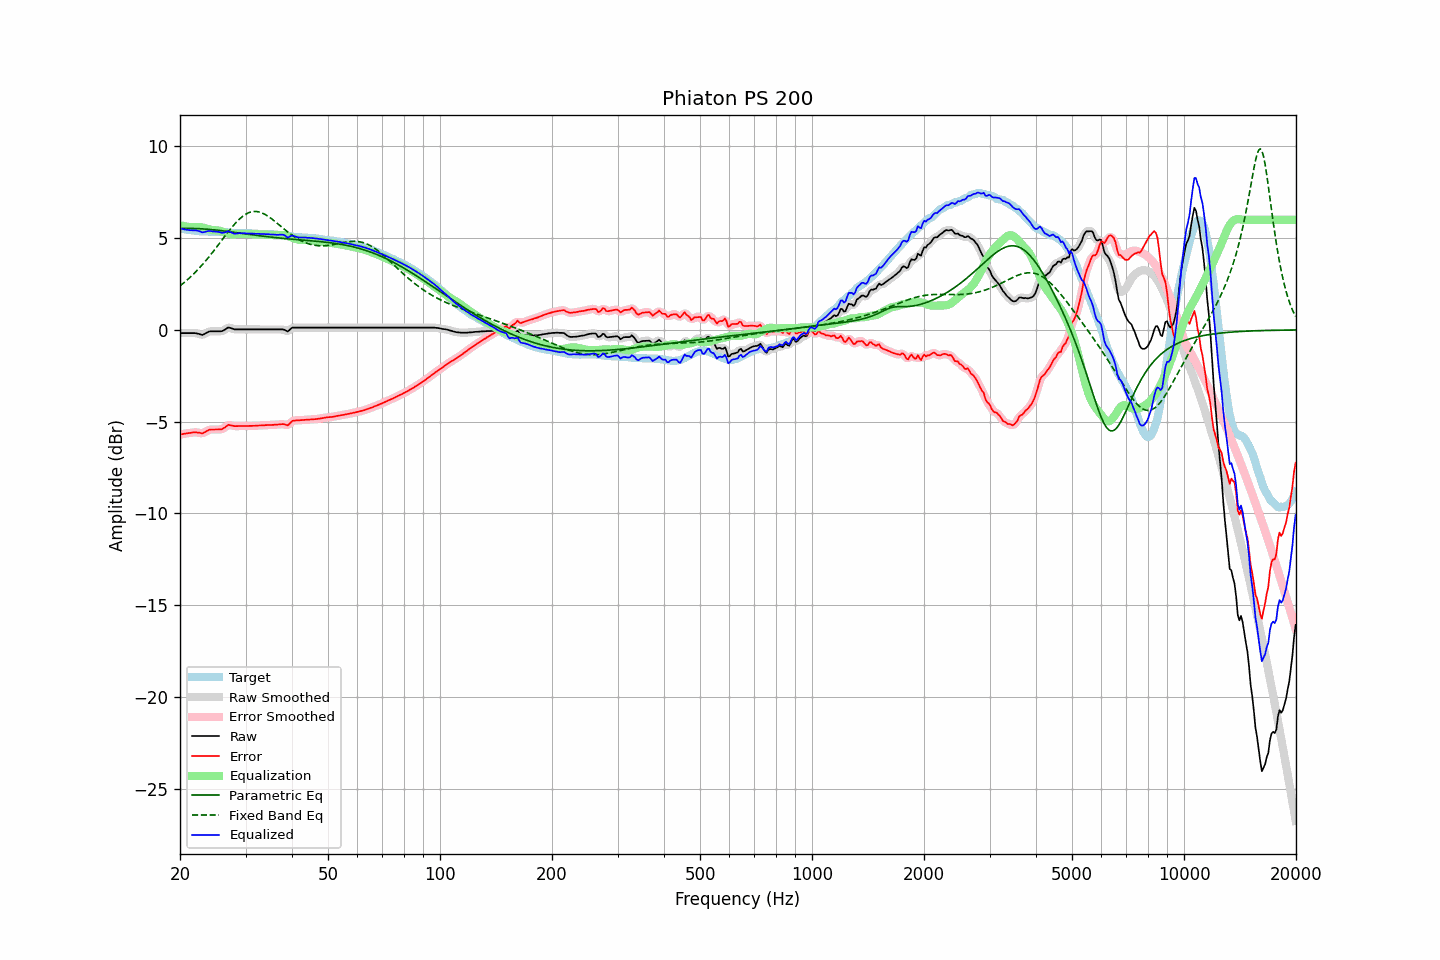 Phiaton PS 200
Amplitude (dBr)
10
5
0
−5
−10
−15
−20
−25
Target
Raw Smoothed
Error Smoothed
Raw
Error
Equalization
Parametric Eq
Fixed Band Eq
Equalized
20
50
100
200
500
1000
2000
5000
10000
20000
Frequency (Hz)